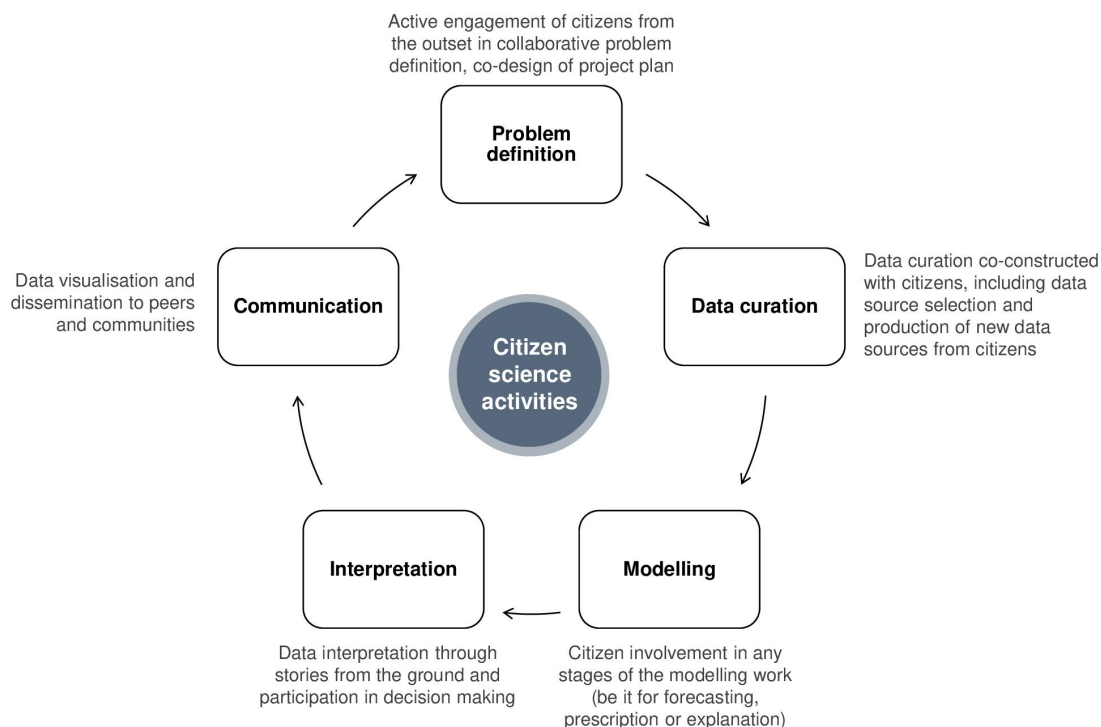 Active engagement of citizens from
the outset in collaborative problem
definition, co-design of project plan
Problem
definition
Data curation
Data curation co-constructed
with citizens, including data
source selection and
production of new data
sources from citizens
Modelling
Citizen involvement in any
stages of the modelling work
(be it for forecasting,
prescription or explanation)
Interpretation
Data interpretation through
stories from the ground and
participation in decision making
Communication
Data visualisation and
dissemination to peers
and communities
Citizen
science
activities